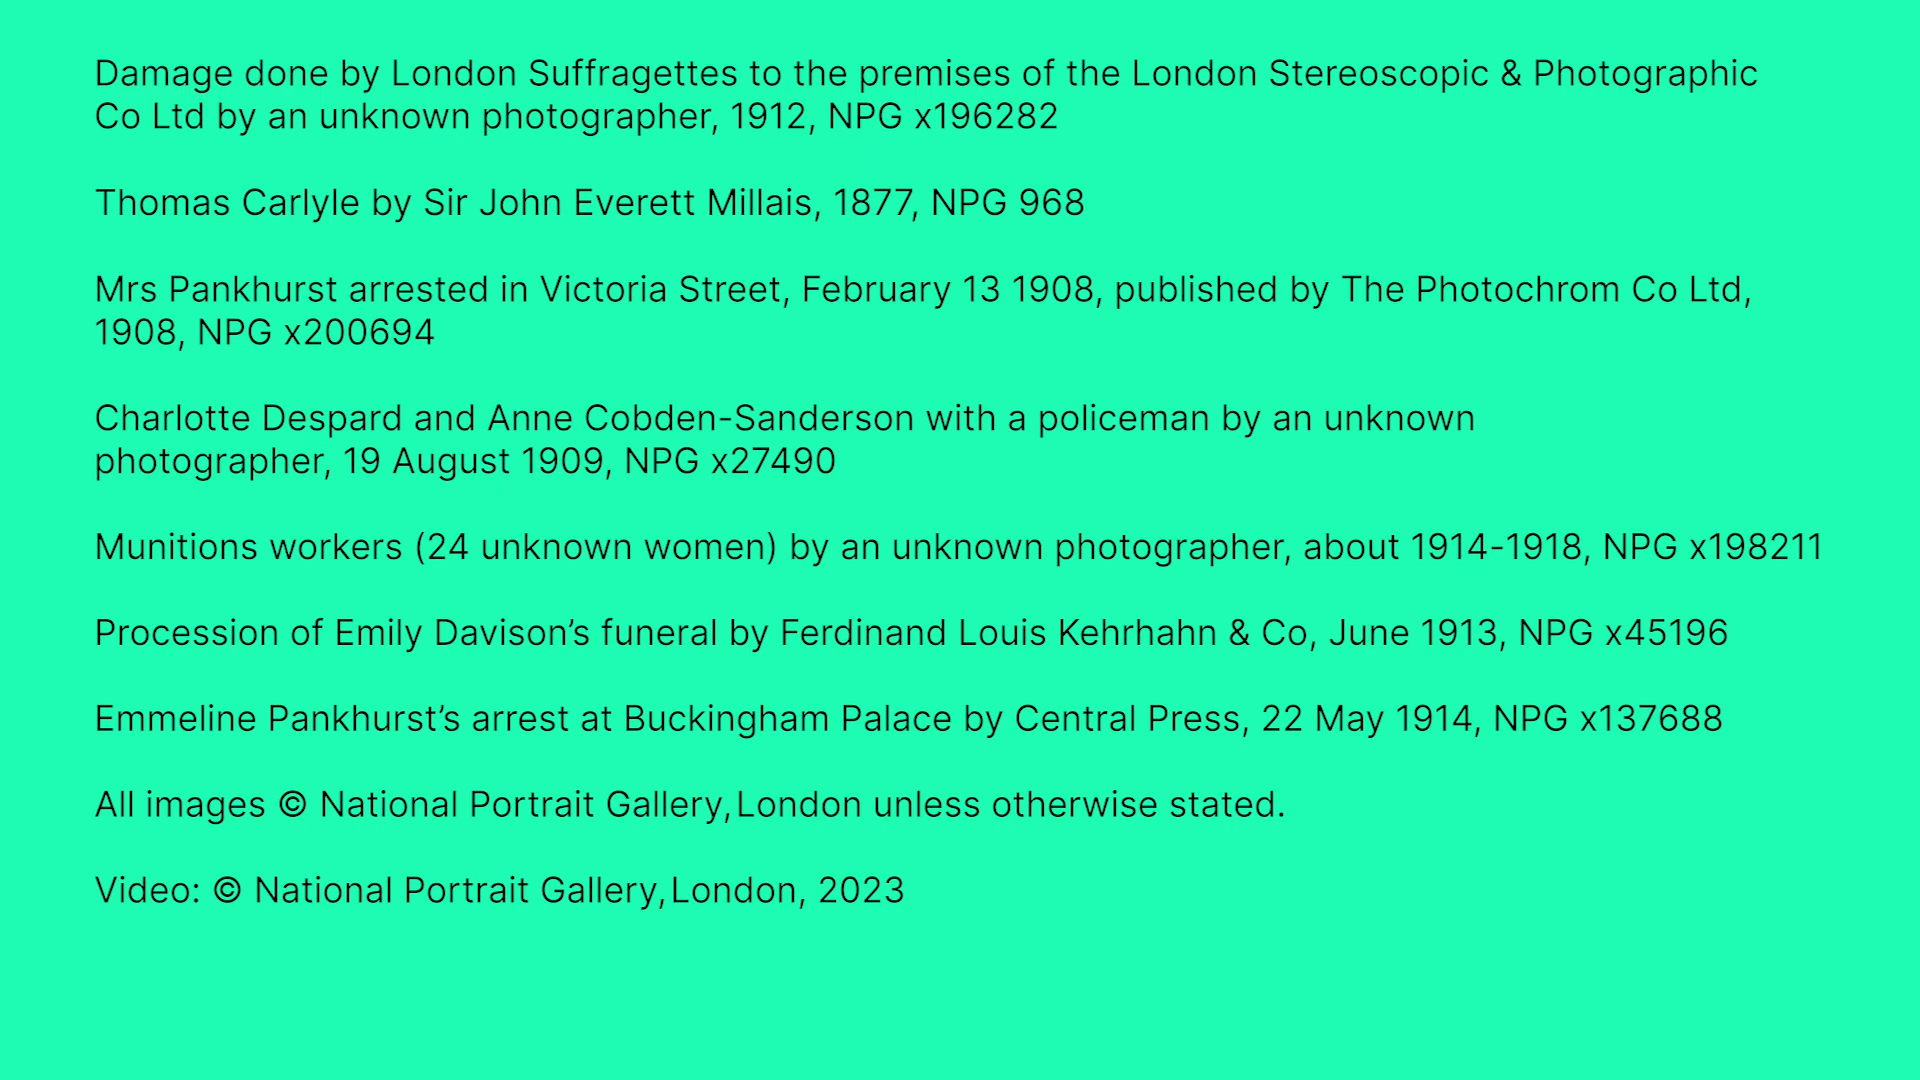 Damage done by London Suffragettes to the premises of the London Stereoscopic & Photographic
Co Ltd by an unknown photographer, 1912, NPG x196282
Thomas Carlyle by Sir John Everett Millais, 1877, NPG 968
Mrs Pankhurst arrested in Victoria Street, February 13 1908, published by The Photochrom Co Ltd,
1908, NPG x200694
Charlotte Despard and Anne Cobden-Sanderson with a policeman by an unknown
photographer, 19 August 1909, NPG x27490
Munitions workers (24 unknown women) by an unknown photographer, about 1914-1918, NPG x198211
Procession of Emily Davison’s funeral by Ferdinand Louis Kehrhahn & Co, June 1913, NPG x45196
Emmeline Pankhurst’s arrest at Buckingham Palace by Central Press, 22 May 1914, NPG x137688
All images © National Portrait Gallery, London unless otherwise stated.
Video: © National Portrait Gallery, London, 2023